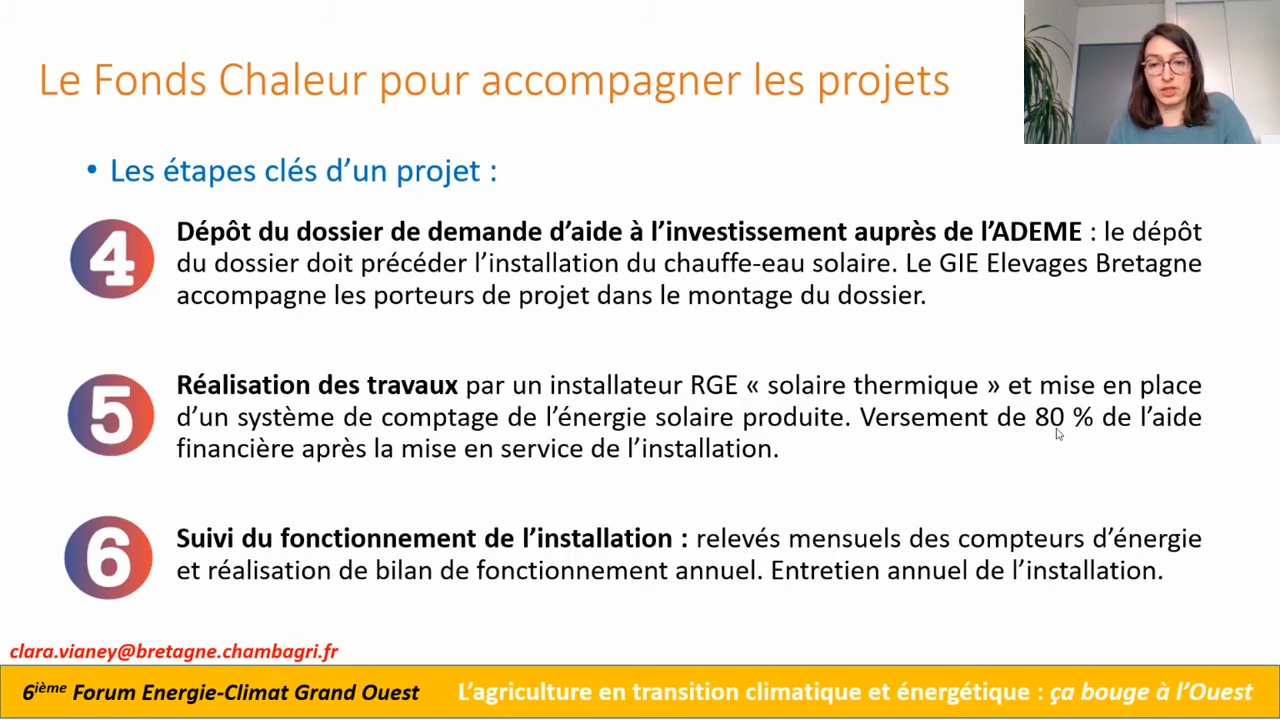 Le Fonds Chaleur pour accompagner les projets
• Les étapes clés d’un projet :
4
Dépôt du dossier de demande d’aide à l’investissement auprès de l’ADEME : le dépôt
du dossier doit précéder l’installation du chauffe-eau solaire. Le GIE Elevages Bretagne
accompagne les porteurs de projet dans le montage du dossier.
5
Réalisation des travaux par un installateur RGE « solaire thermique » et mise en place
d’un système de comptage de l’énergie solaire produite. Versement de 80 % de l’aide
financière après la mise en service de l’installation.
6
Suivi du fonctionnement de l’installation : relevés mensuels des compteurs d’énergie
et réalisation de bilan de fonctionnement annuel. Entretien annuel de l’installation.
clara.vianey@bretagne.chambagri.fr
6ième Forum Energie-Climat Grand Ouest L’agriculture en transition climatique et énergétique : ça bouge à l’Ouest